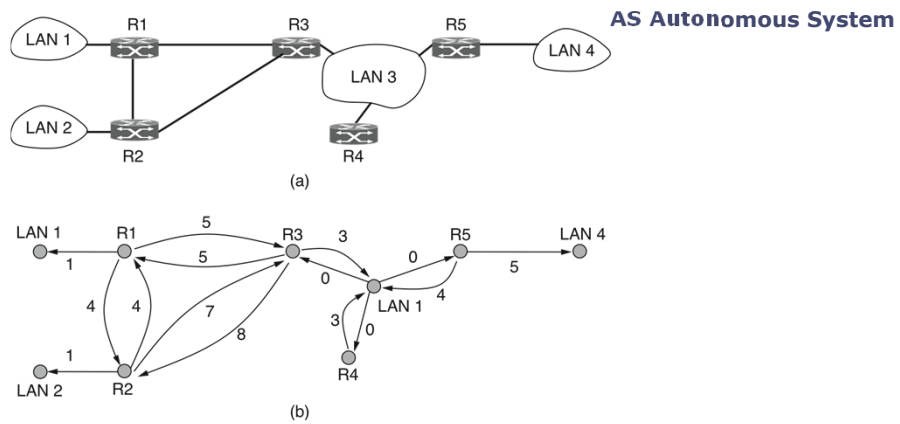 AS Autonomous System
LAN 1 R1 R3 R5 LAN 4
LAN 3
LAN 2 R2 R4
(a)
LAN 1 R1 5 R3 3 R5 LAN 4
1 5 0 0 5
4 4 7 8 LAN 1 4
3 0
1
LAN 2 R2 R4
(b)